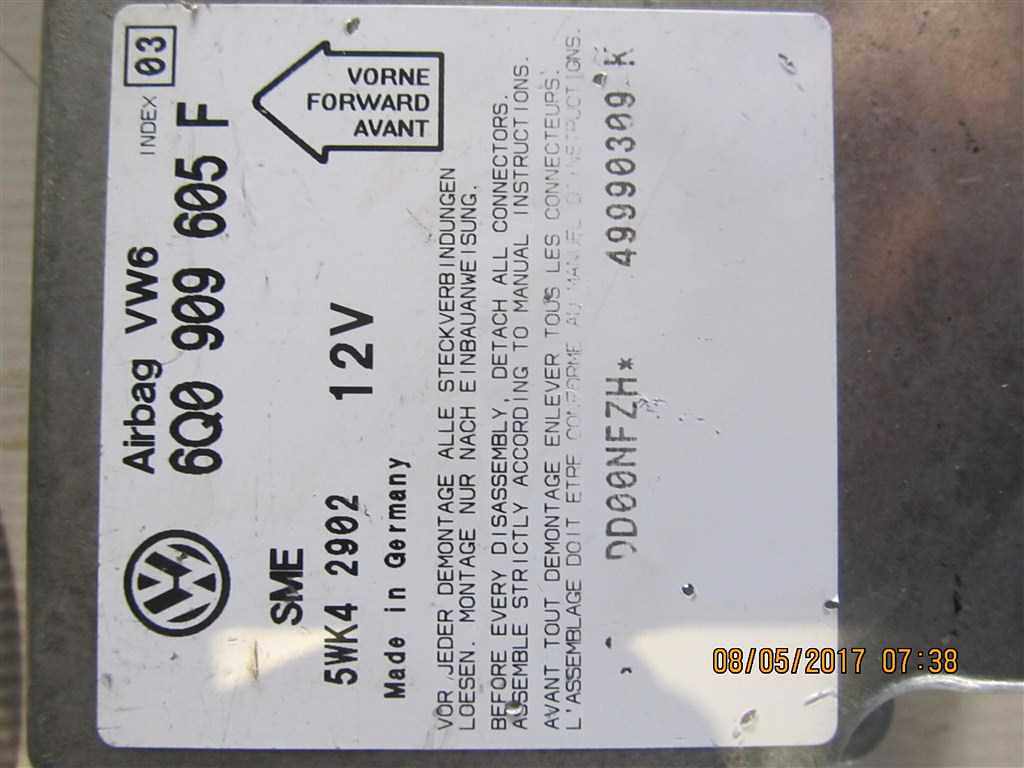 Airbag VW6
INDEX 03
6Q0 909 605 F
SME
5WK4 2902
12V
Made in Germany
VORNE
FORWARD
AVANT
VOR JEDER DEMONTAGE ALLE STECKVERBINDUNGEN
LOESEN. MONTAGE NUR NACH EINBAUANWEISUNG.
BEFORE EVERY DISASSEMBLY, DETACH ALL CONNECTORS.
ASSEMBLE STRICTLY ACCORDING TO MANUAL INSTRUCTIONS.
AVANT TOUT DEMONTAGE ENLEVER TOUS LES CONNECTEURS.
L'ASSEMBLAGE DOIT ETRE CONFORME AU MANUEL D'INSTRUCTIONS.
DD00NFZH* 49990309 K
08/05/2017 07:38